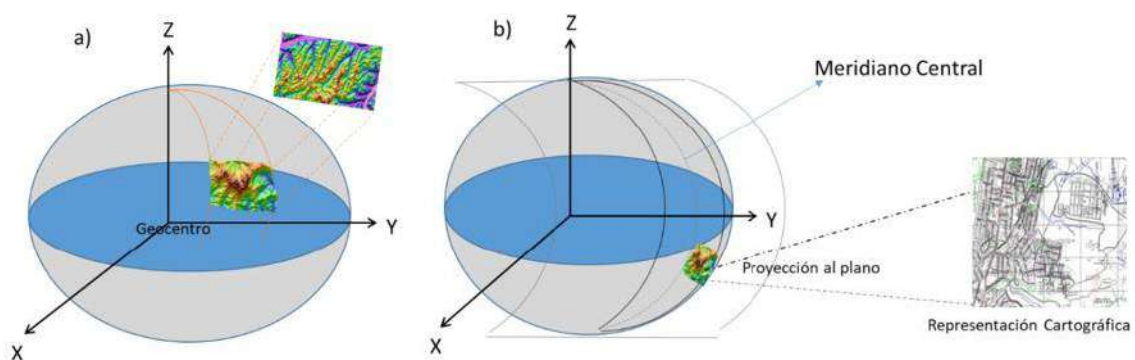 a)
Z
Geocentro
Y
X
b)
Z
Meridiano Central
Y
Proyección al plano
X
Representación Cartográfica